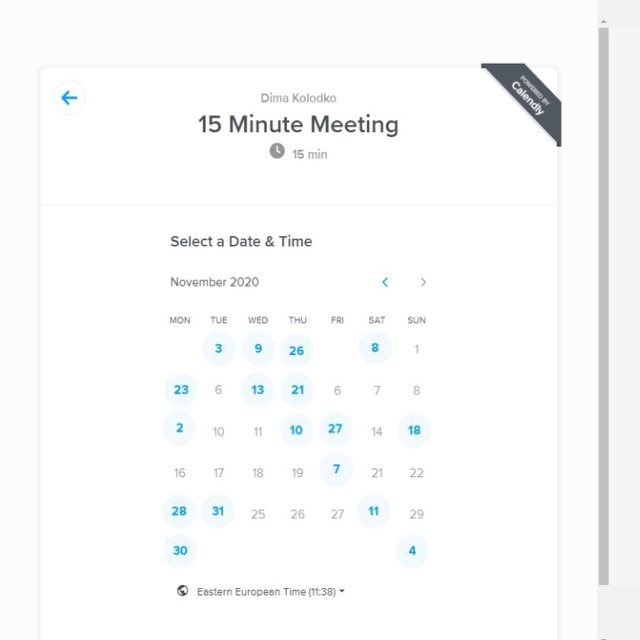 POWERED BY
Calendly
Dima Kolodko
15 Minute Meeting
15 min
Select a Date & Time
November 2020
MON TUE WED THU FRI SAT SUN
3 9 26 8 1
23 6 13 21 6 7 8
2 10 11 10 27 14 18
16 17 18 19 7 21 22
28 31 25 26 27 11 29
30 4
Eastern European Time (11:38)